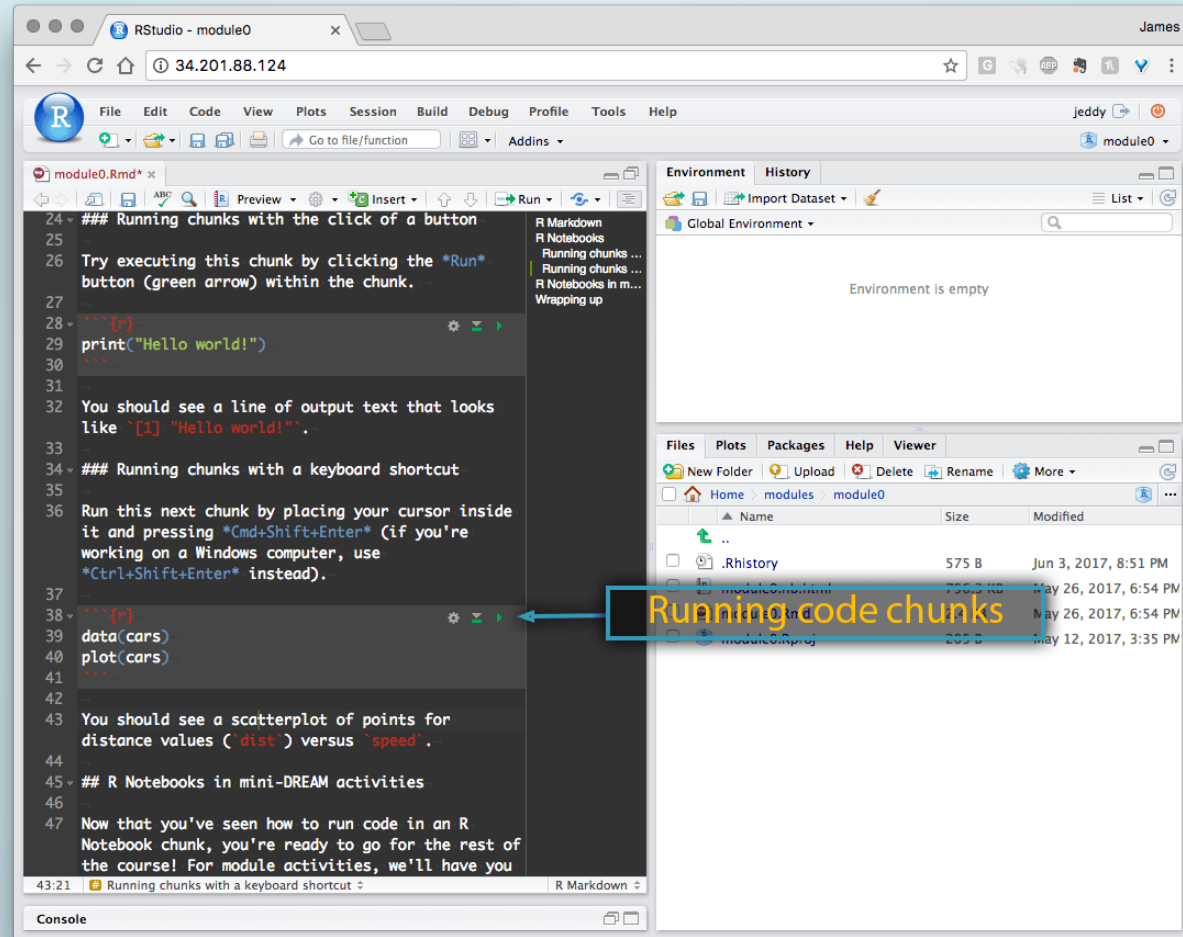 RStudio - module0
James
34.201.88.124
File Edit Code View Plots Session Build Debug Profile Tools Help
jeddy
Go to file/function
Addins
module0
module0.Rmd*
ABC
Preview
Insert
Run
24 ### Running chunks with the click of a button
25
26 Try executing this chunk by clicking the *Run*
button (green arrow) within the chunk.
27
28 ```{r}
29 print("Hello world!")
30 ```
31
32 You should see a line of output text that looks
like `[1] "Hello world!"`.
33
34 ### Running chunks with a keyboard shortcut
35
36 Run this next chunk by placing your cursor inside
it and pressing *Cmd+Shift+Enter* (if you're
working on a Windows computer, use
*Ctrl+Shift+Enter* instead).
37
38 ```{r}
39 data(cars)
40 plot(cars)
41 ```
42
43 You should see a scatterplot of points for
distance values (`dist`) versus `speed`.
44
45 ## R Notebooks in mini-DREAM activities
46
47 Now that you've seen how to run code in an R
Notebook chunk, you're ready to go for the rest of
the course! For module activities, we'll have you
R Markdown
R Notebooks
Running chunks ...
Running chunks ...
R Notebooks in m...
Wrapping up
43:21 Running chunks with a keyboard shortcut R Markdown
Console
Environment History
Import Dataset List
Global Environment
Environment is empty
Files Plots Packages Help Viewer
New Folder Upload Delete Rename More
Home modules module0
Name Size Modified
..
.Rhistory 575 B Jun 3, 2017, 8:51 PM
module0.nb.html 756.3 KB May 26, 2017, 6:54 PM
module0.Rmd May 26, 2017, 6:54 PM
module0.Rproj 205 B May 12, 2017, 3:35 PM
Running code chunks